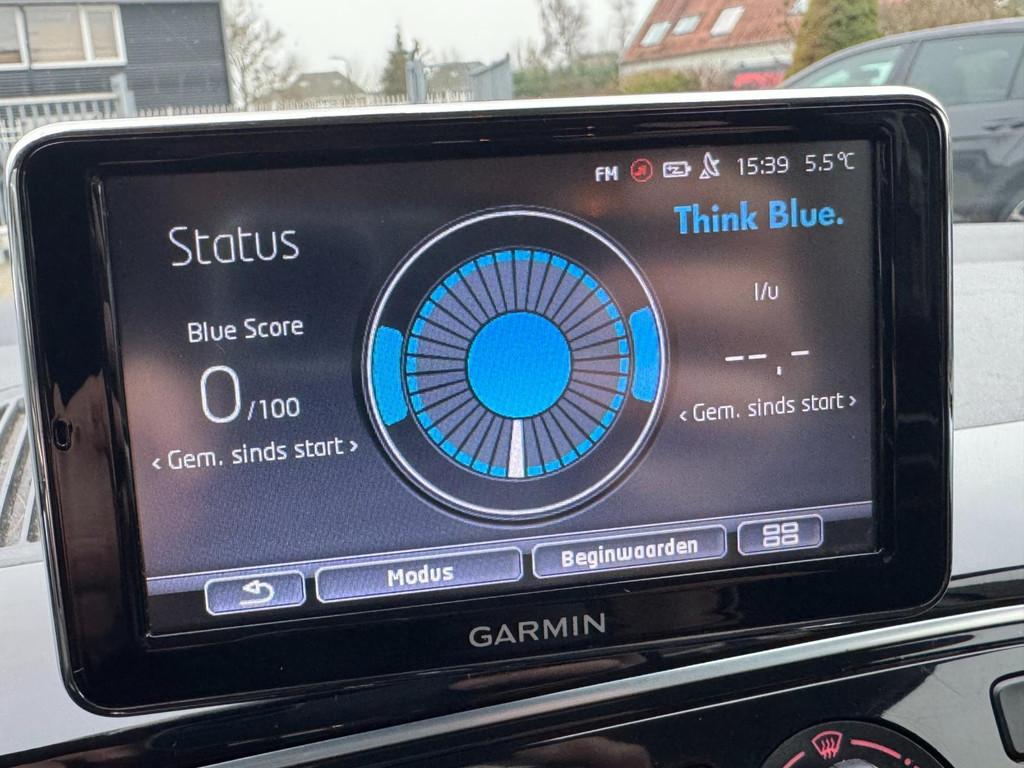 FM 15:39 5.5°C
Status
Think Blue.
Blue Score
0/100
‹ Gem. sinds start ›
l/u
--.-
‹ Gem. sinds start ›
Modus
Beginwaarden
GARMIN